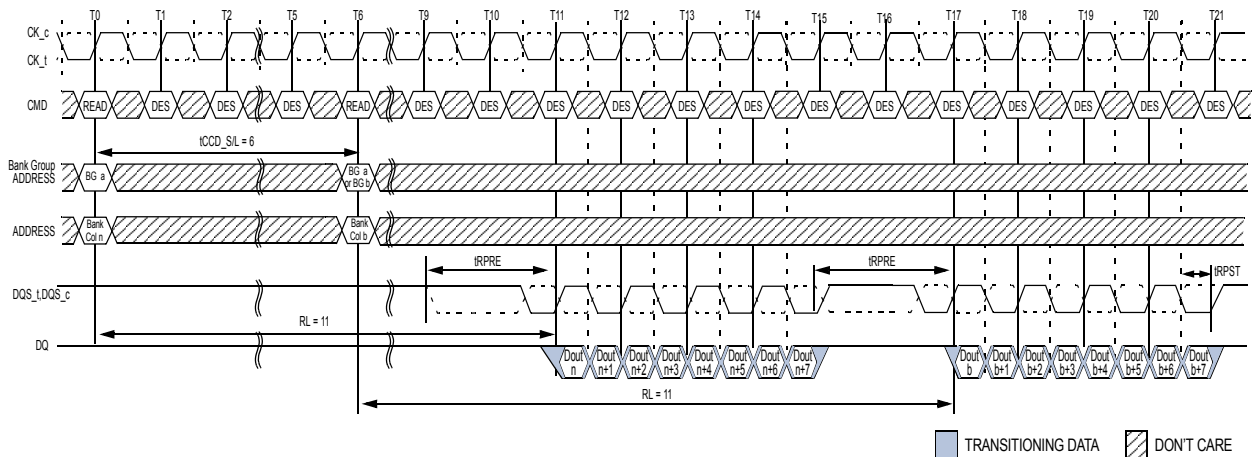 T0 T1 T2 T5 T6 T9 T10 T11 T12 T13 T14 T15 T16 T17 T18 T19 T20 T21
CK_c
CK_t
CMD READ DES DES DES READ DES DES DES DES DES DES DES DES DES DES DES DES DES
tCCD_S/L = 6
Bank Group
ADDRESS
BG a
BG a
or BG b
ADDRESS
Bank
Col n
Bank
Col b
tRPRE tRPRE tRPST
DQS_t,DQS_c
RL = 11
DQ
Dout Dout Dout Dout Dout Dout Dout Dout Dout Dout Dout Dout Dout Dout Dout Dout
n n+1 n+2 n+3 n+4 n+5 n+6 n+7 b b+1 b+2 b+3 b+4 b+5 b+6 b+7
RL = 11
TRANSITIONING DATA DON'T CARE